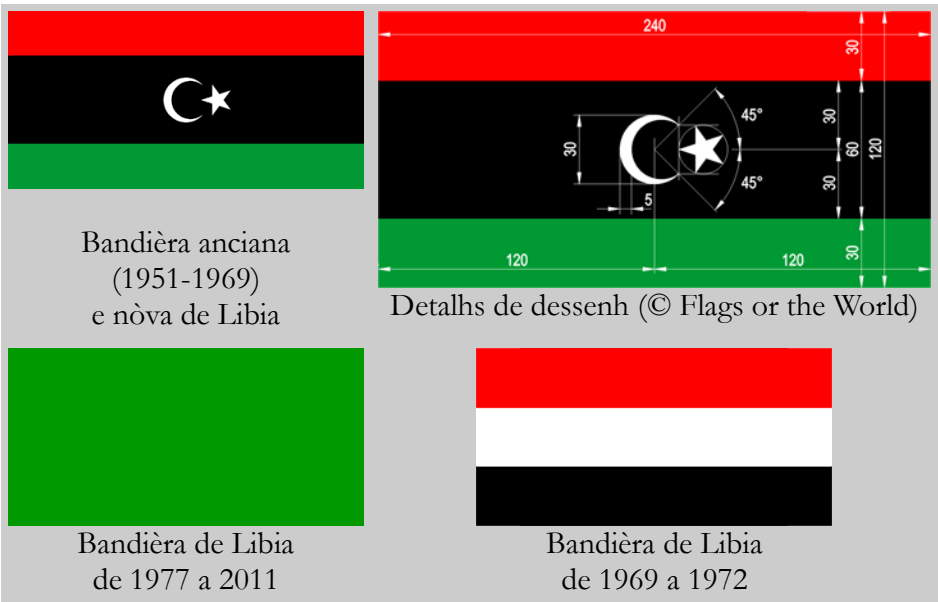 Bandièra anciana
(1951-1969)
e nòva de Libia
240
30
45°
30
30
60
120
5
45°
30
120
120
30
Detalhs de dessenh (© Flags or the World)
Bandièra de Libia
de 1977 a 2011
Bandièra de Libia
de 1969 a 1972